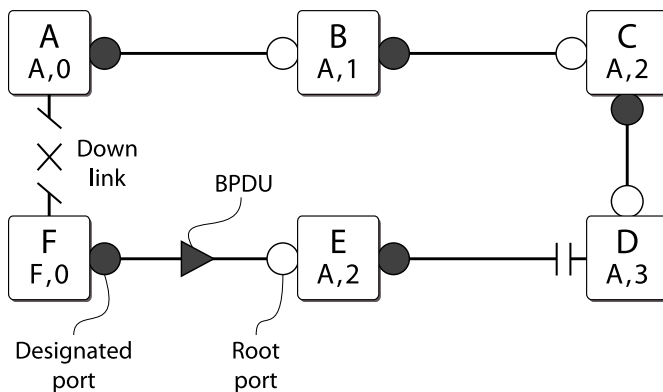 A
A,0
B
A,1
C
A,2
Down
link
BPDU
F
F,0
E
A,2
D
A,3
Designated
port
Root
port